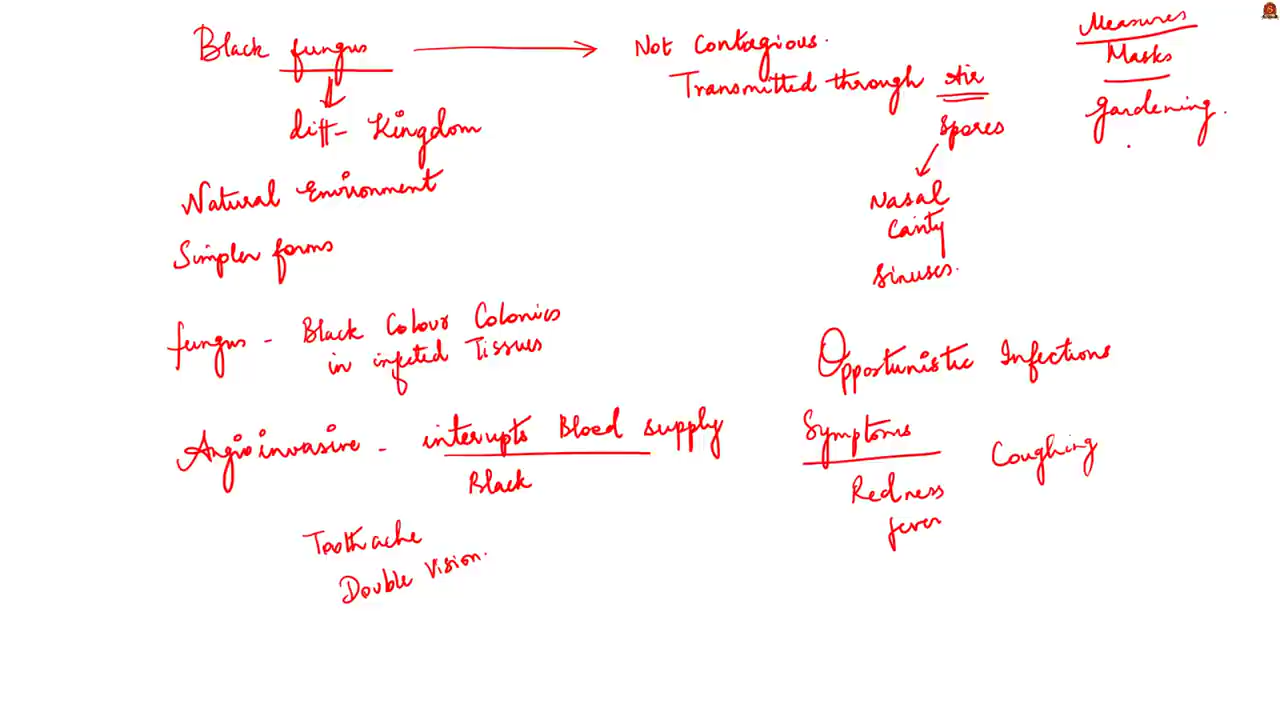 Black fungus
diff- Kingdom
Natural Environment
Simpler forms
fungus - Black Colour Colonies
in infected Tissues
Angioinvasive - interupts Blood supply
Black
Toothache
Double Vision.
Not Contagious.
Transmitted through Air
Spores
Nasal
Cavity
Sinuses.
Measures
Masks
Gardening.
Opportunistic Infections
Symptoms
Redness
fever
Coughing